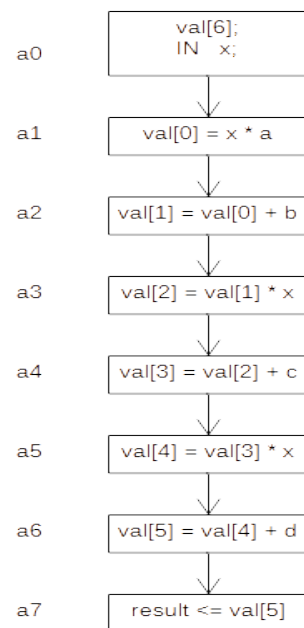 val[6];
a0 IN x;
a1 val[0] = x * a
a2 val[1] = val[0] + b
a3 val[2] = val[1] * x
a4 val[3] = val[2] + c
a5 val[4] = val[3] * x
a6 val[5] = val[4] + d
a7 result <= val[5]